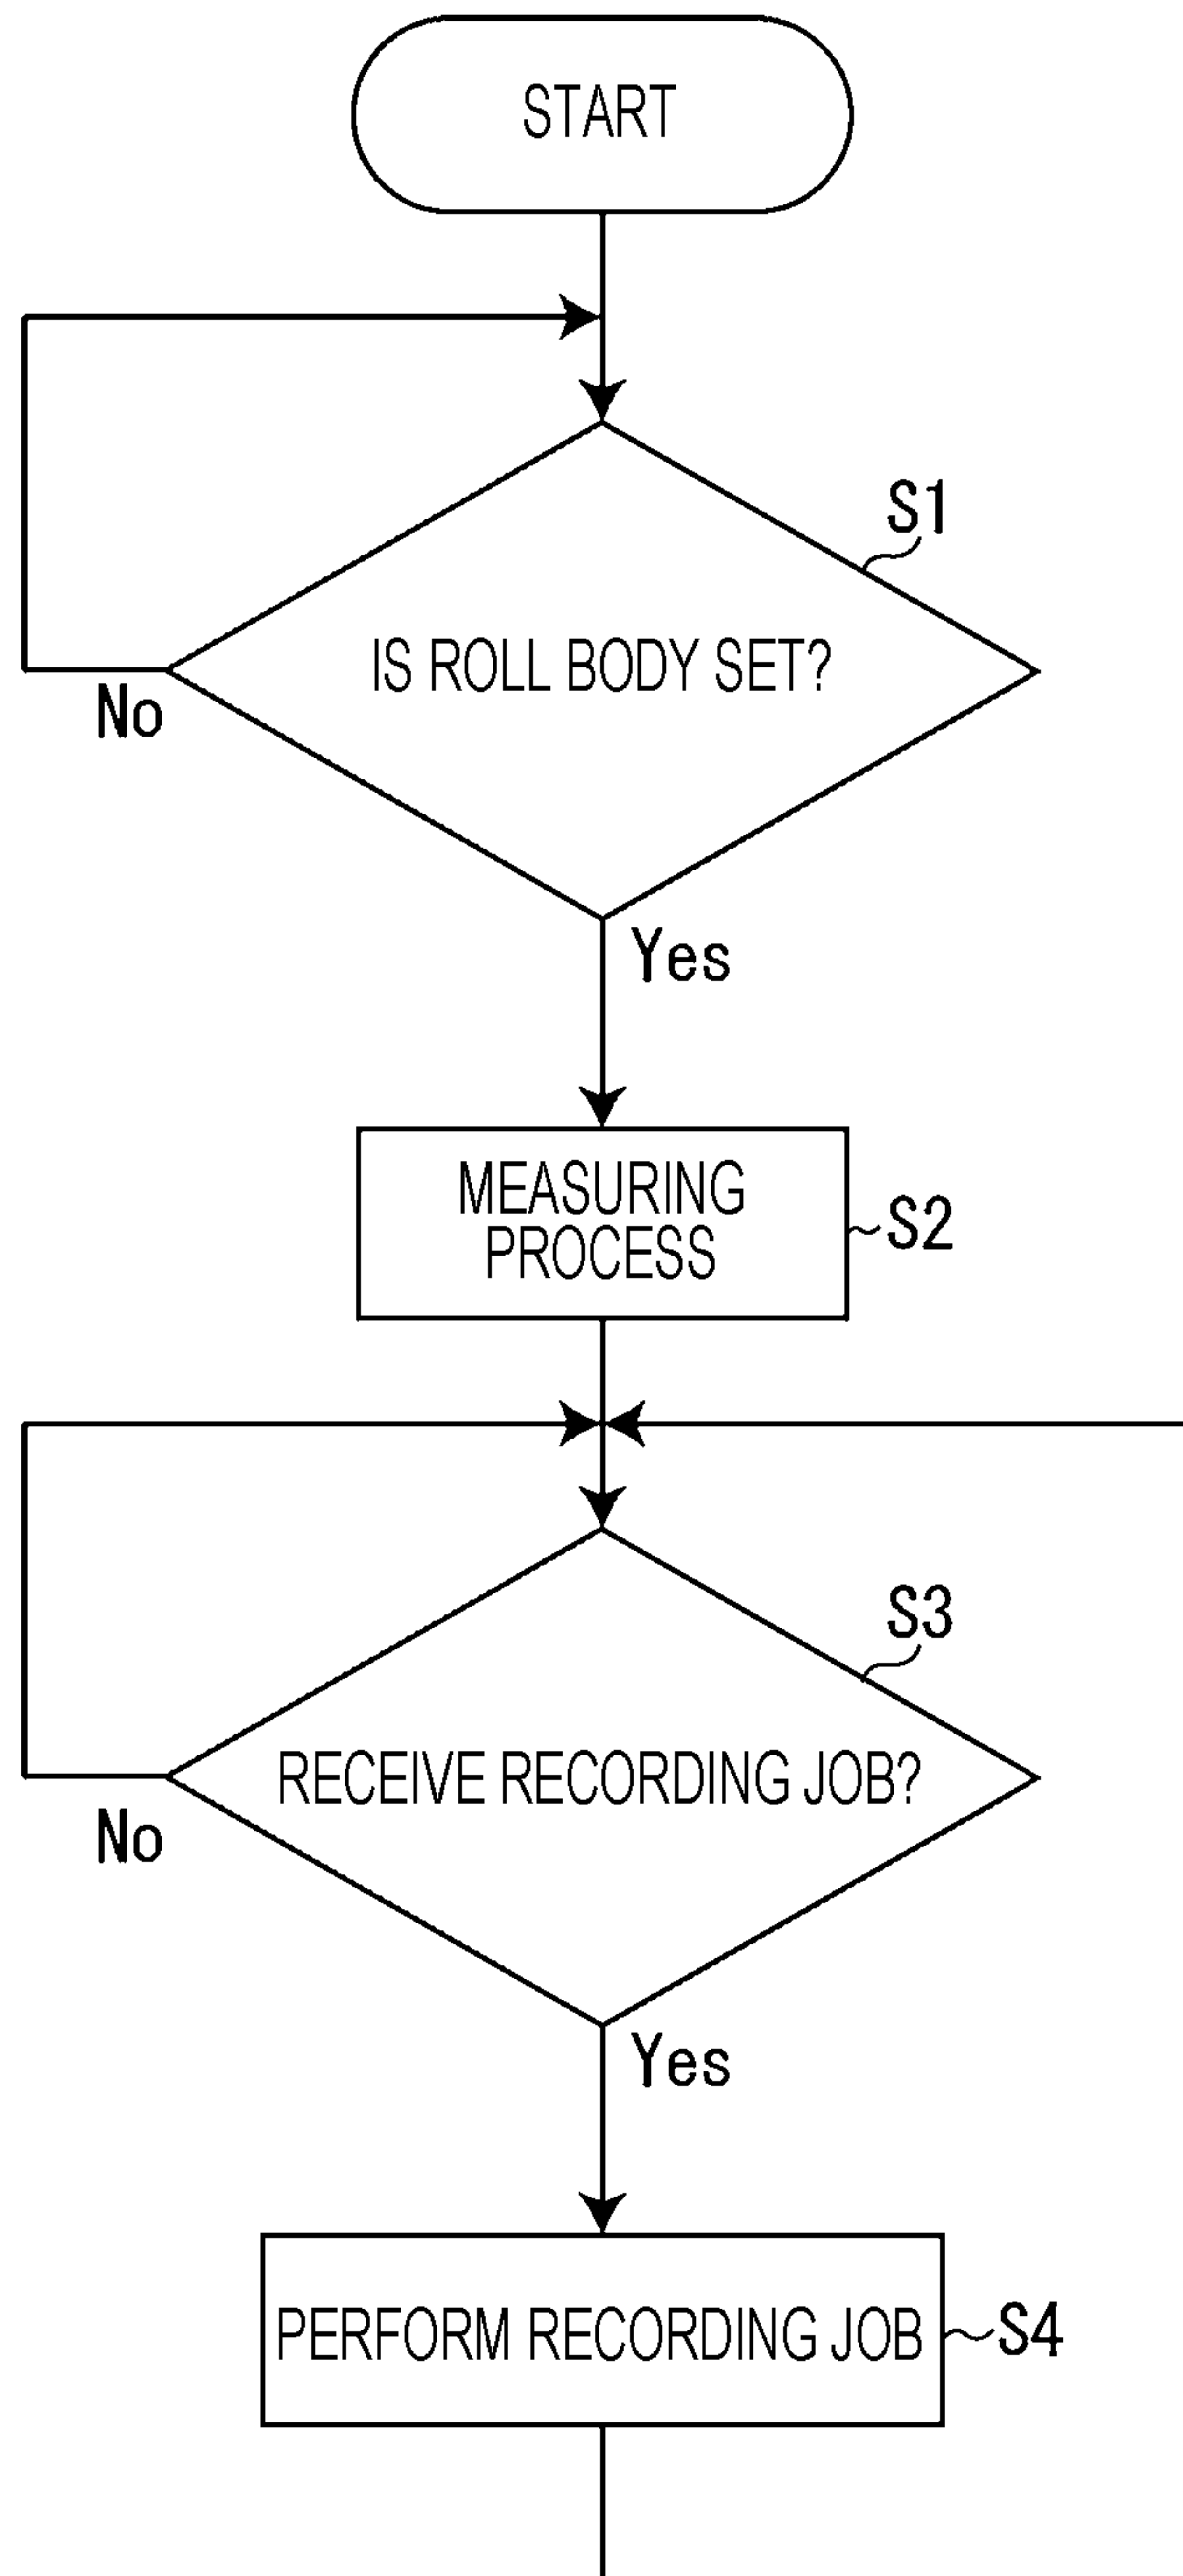 START
S1
IS ROLL BODY SET?
No
Yes
MEASURING
PROCESS
S2
S3
RECEIVE RECORDING JOB?
No
Yes
PERFORM RECORDING JOB
S4